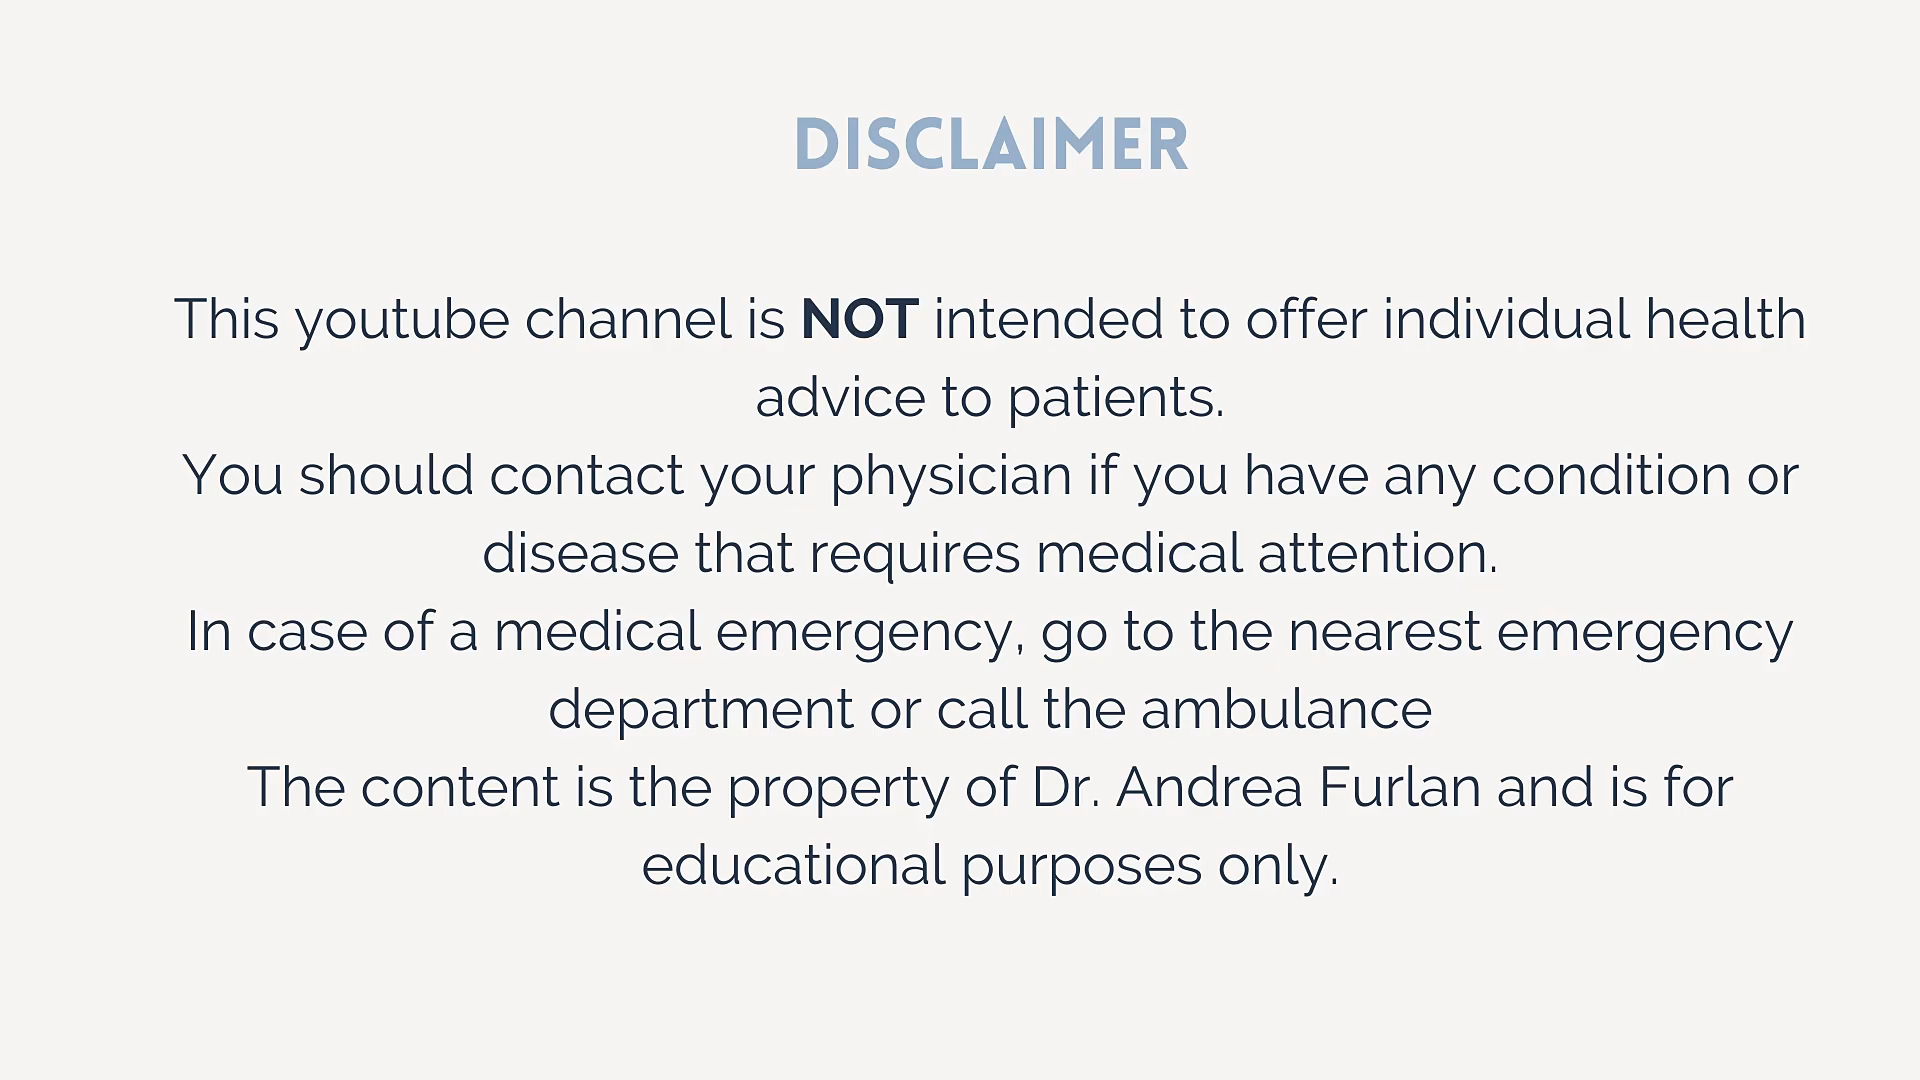 DISCLAIMER
This youtube channel is NOT intended to offer individual health
advice to patients.
You should contact your physician if you have any condition or
disease that requires medical attention.
In case of a medical emergency, go to the nearest emergency
department or call the ambulance
The content is the property of Dr. Andrea Furlan and is for
educational purposes only.